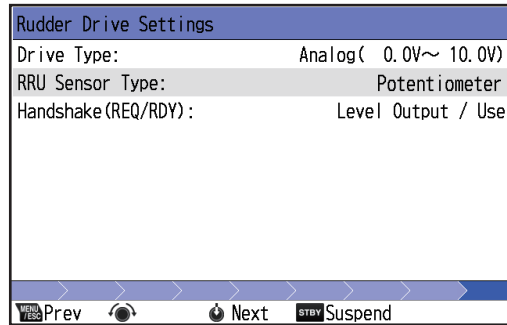 Rudder Drive Settings
Drive Type: Analog( 0.0V～ 10.0V)
RRU Sensor Type: Potentiometer
Handshake(REQ/RDY): Level Output / Use
MENU/ESC Prev Next STBY Suspend